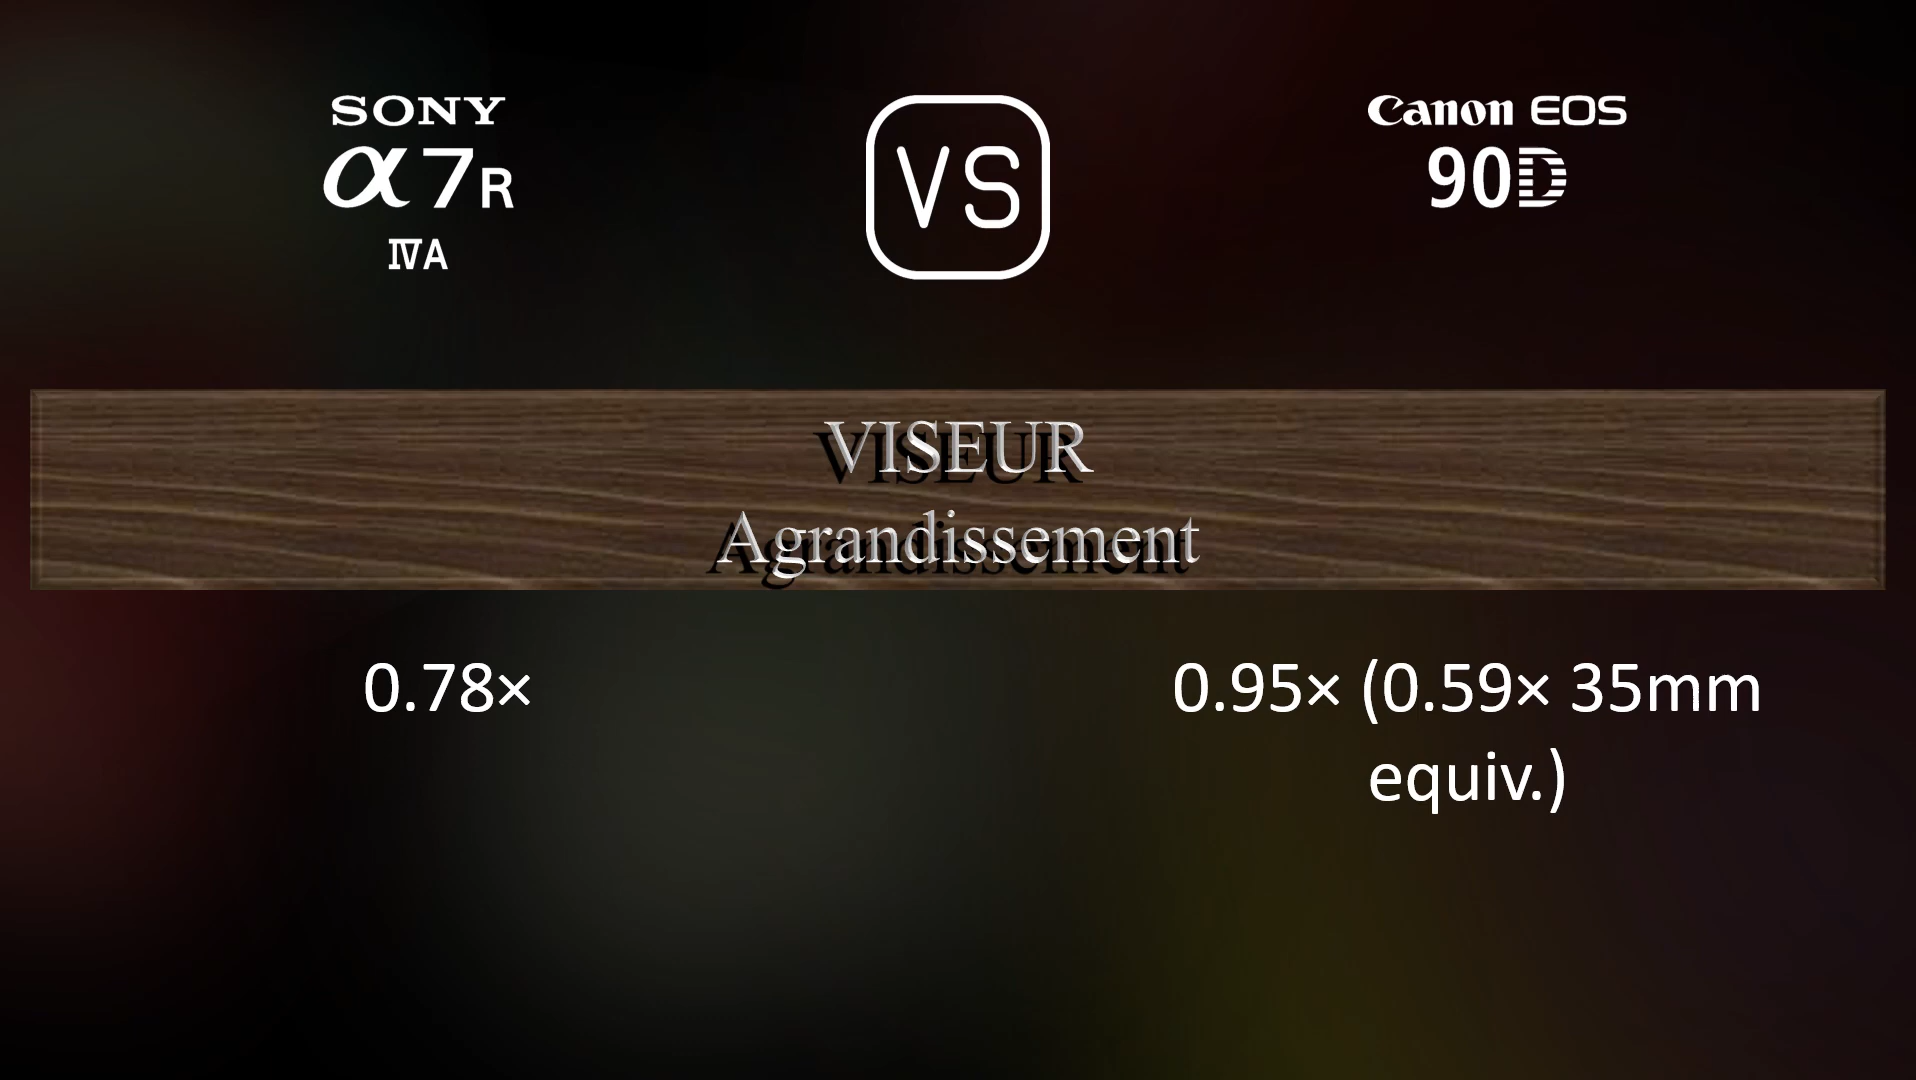 SONY
α7R
IVA
VS
Canon EOS
90D
VISEUR
Agrandissement
0.78×
0.95× (0.59× 35mm
equiv.)